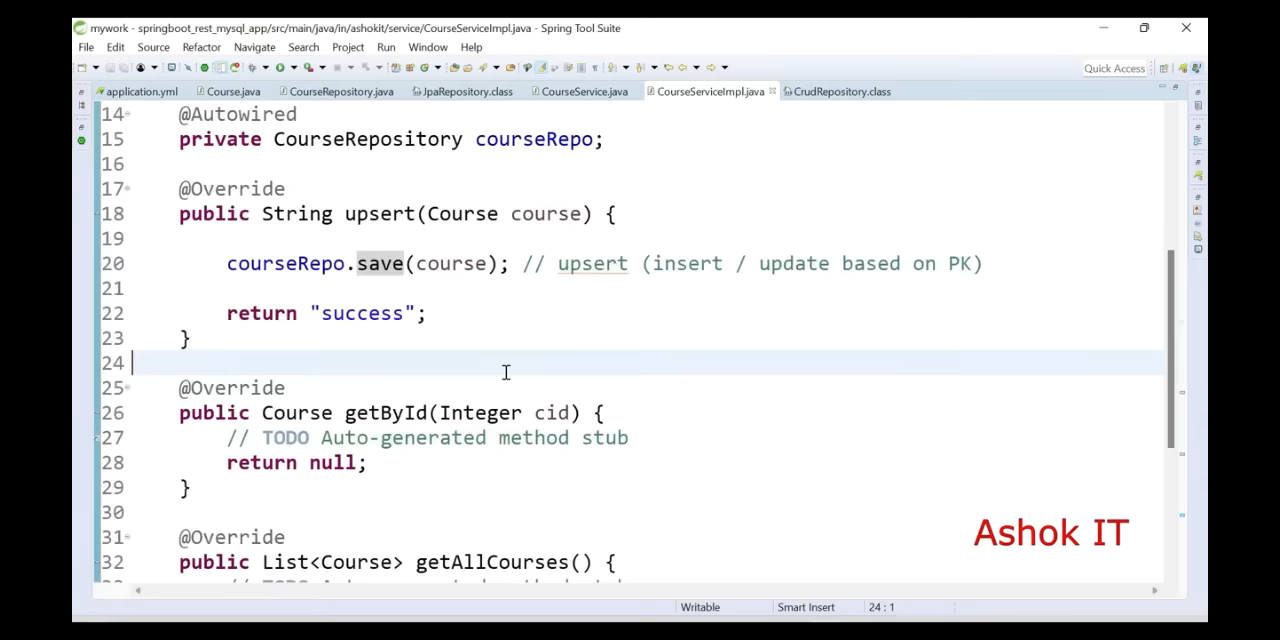 mywork - springboot_rest_mysql_app/src/main/java/in/ashokit/service/CourseServiceImpl.java - Spring Tool Suite
File Edit Source Refactor Navigate Search Project Run Window Help
Quick Access
application.yml Course.java CourseRepository.java JpaRepository.class CourseService.java CourseServiceImpl.java CrudRepository.class
14 @Autowired
15 private CourseRepository courseRepo;
16
17 @Override
18 public String upsert(Course course) {
19
20 courseRepo.save(course); // upsert (insert / update based on PK)
21
22 return "success";
23 }
24
25 @Override
26 public Course getById(Integer cid) {
27 // TODO Auto-generated method stub
28 return null;
29 }
30
31 @Override
32 public List<Course> getAllCourses() {
Ashok IT
Writable Smart Insert 24 : 1